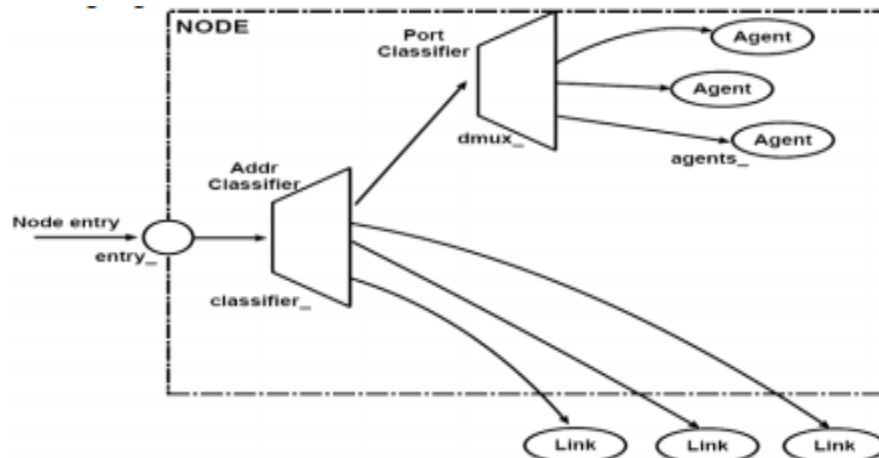 NODE
Port
Classifier
Agent
Agent
Agent
dmux_
agents_
Addr
Classifier
Node entry
entry_
classifier_
Link
Link
Link